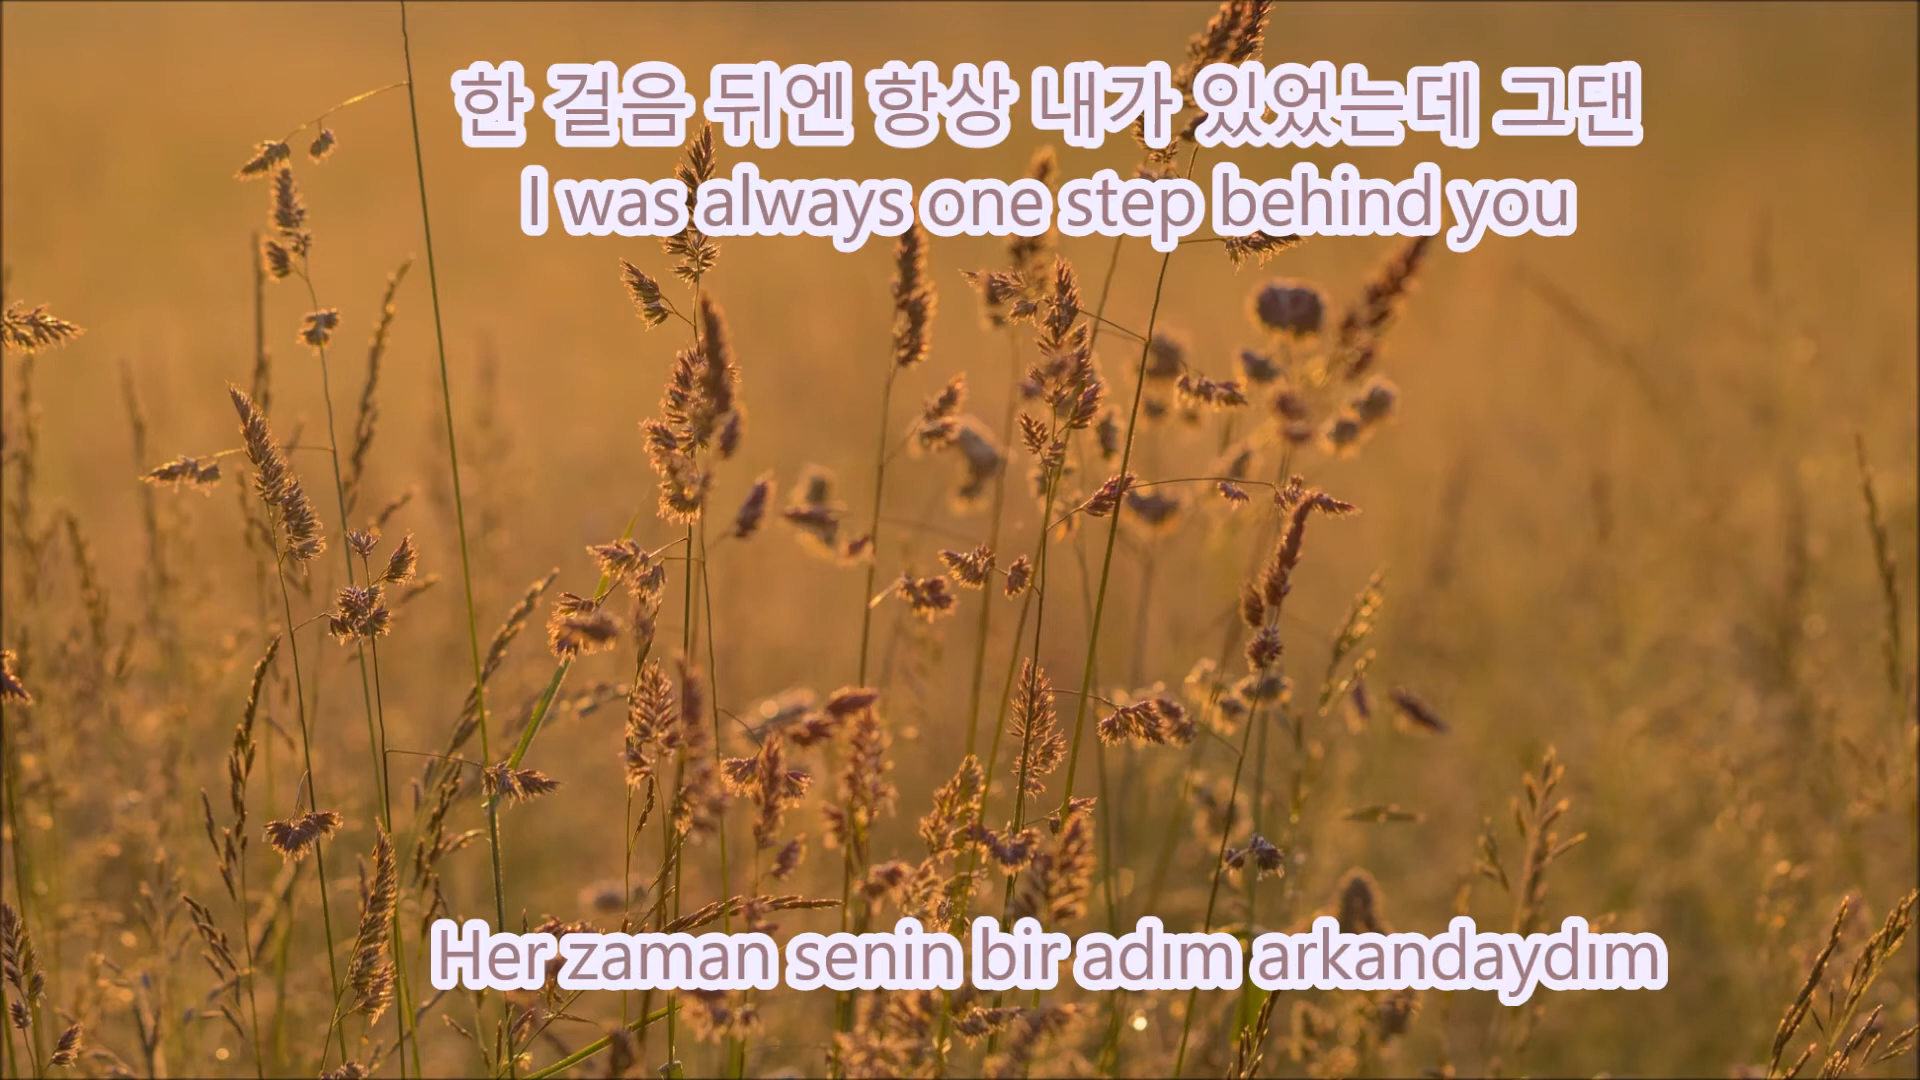 한 걸음 뒤엔 항상 내가 있었는데 그댄
I was always one step behind you
Her zaman senin bir adım arkandaydım